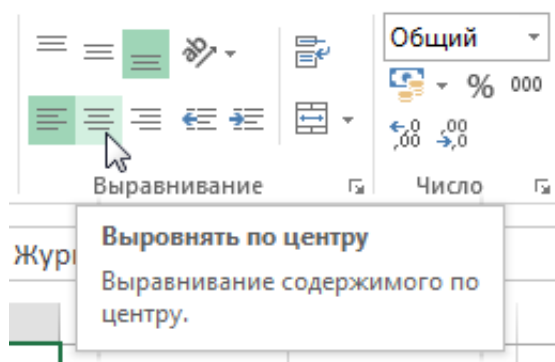 Общий
% 000
,00 ,0
,0 ,00
Выравнивание
Число
Журн
Выровнять по центру
Выравнивание содержимого по
центру.